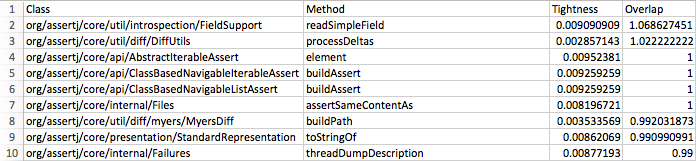 1 Class Method Tightness Overlap
2 org/assertj/core/util/introspection/FieldSupport readSimpleField 0.009090909 1.068627451
3 org/assertj/core/util/diff/DiffUtils processDeltas 0.002857143 1.022222222
4 org/assertj/core/api/AbstractIterableAssert element 0.00952381 1
5 org/assertj/core/api/ClassBasedNavigableIterableAssert buildAssert 0.009259259 1
6 org/assertj/core/api/ClassBasedNavigableListAssert buildAssert 0.009259259 1
7 org/assertj/core/internal/Files assertSameContentAs 0.008196721 1
8 org/assertj/core/util/diff/myers/MyersDiff buildPath 0.003533569 0.992031873
9 org/assertj/core/presentation/StandardRepresentation toStringOf 0.00862069 0.990990991
10 org/assertj/core/internal/Failures threadDumpDescription 0.00877193 0.99